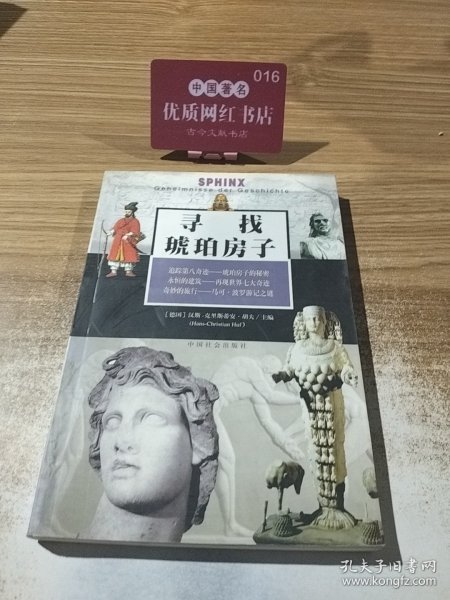 016
中国著名
优质网红书店
古今文献书店
SPHINX
Geheimnisse der Geschichte
寻找
琥珀房子
追踪第八奇迹——琥珀房子的秘密
永恒的建筑——再现世界七大奇迹
奇妙的旅行——马可·波罗游记之谜
[德国] 汉斯·克里斯蒂安·胡夫/主编
(Hans-Christian Huf)
中国社会出版社
孔夫子旧书网
www.kongfz.com